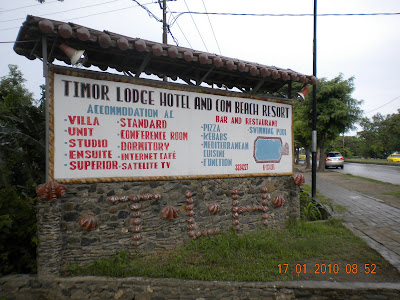 TIMOR LODGE HOTEL AND COM BEACH RESORT
ACCOMMODATION AC
VILLA
UNIT
STUDIO
ENSUITE
SUPERIOR
STANDARD
CONFERENCE ROOM
DORMITORY
INTERNET CAFE
SATELITE TV
BAR AND RESTAURANT
PIZZA
KEBABS
MEDITERRANEAN
CUISINE
FUNCTION
SWIMMING POOL
17 01 2010 08 52